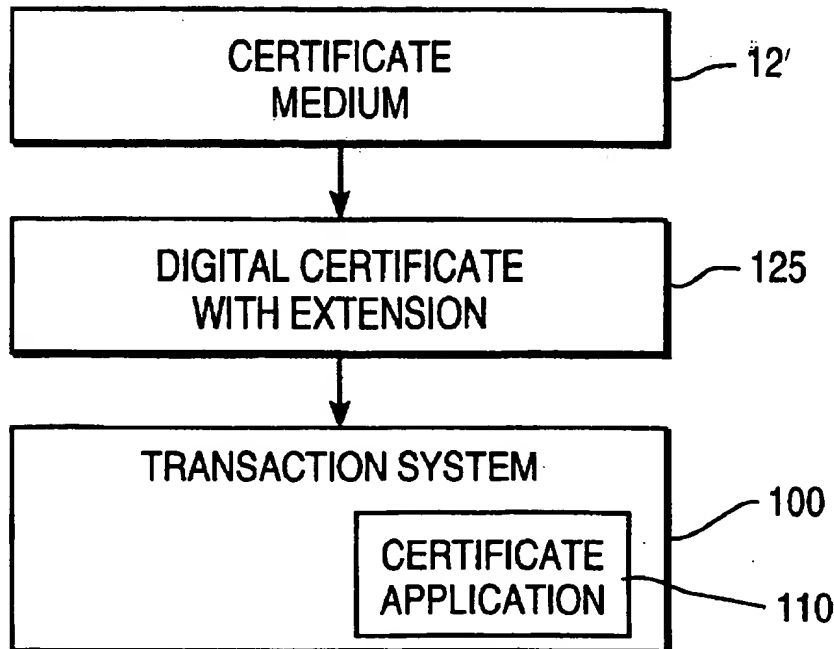 CERTIFICATE
MEDIUM
12'
DIGITAL CERTIFICATE
WITH EXTENSION
125
TRANSACTION SYSTEM
100
CERTIFICATE
APPLICATION
110